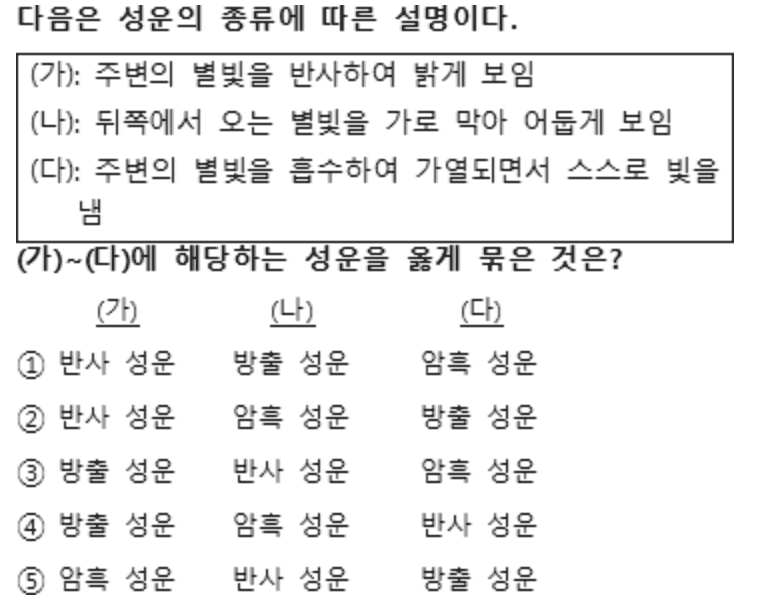 다음은 성운의 종류에 따른 설명이다.
(가): 주변의 별빛을 반사하여 밝게 보임
(나): 뒤쪽에서 오는 별빛을 가로 막아 어둡게 보임
(다): 주변의 별빛을 흡수하여 가열되면서 스스로 빛을
냄
(가)~(다)에 해당하는 성운을 옳게 묶은 것은?
(가) (나) (다)
① 반사 성운 방출 성운 암흑 성운
② 반사 성운 암흑 성운 방출 성운
③ 방출 성운 반사 성운 암흑 성운
④ 방출 성운 암흑 성운 반사 성운
⑤ 암흑 성운 반사 성운 방출 성운